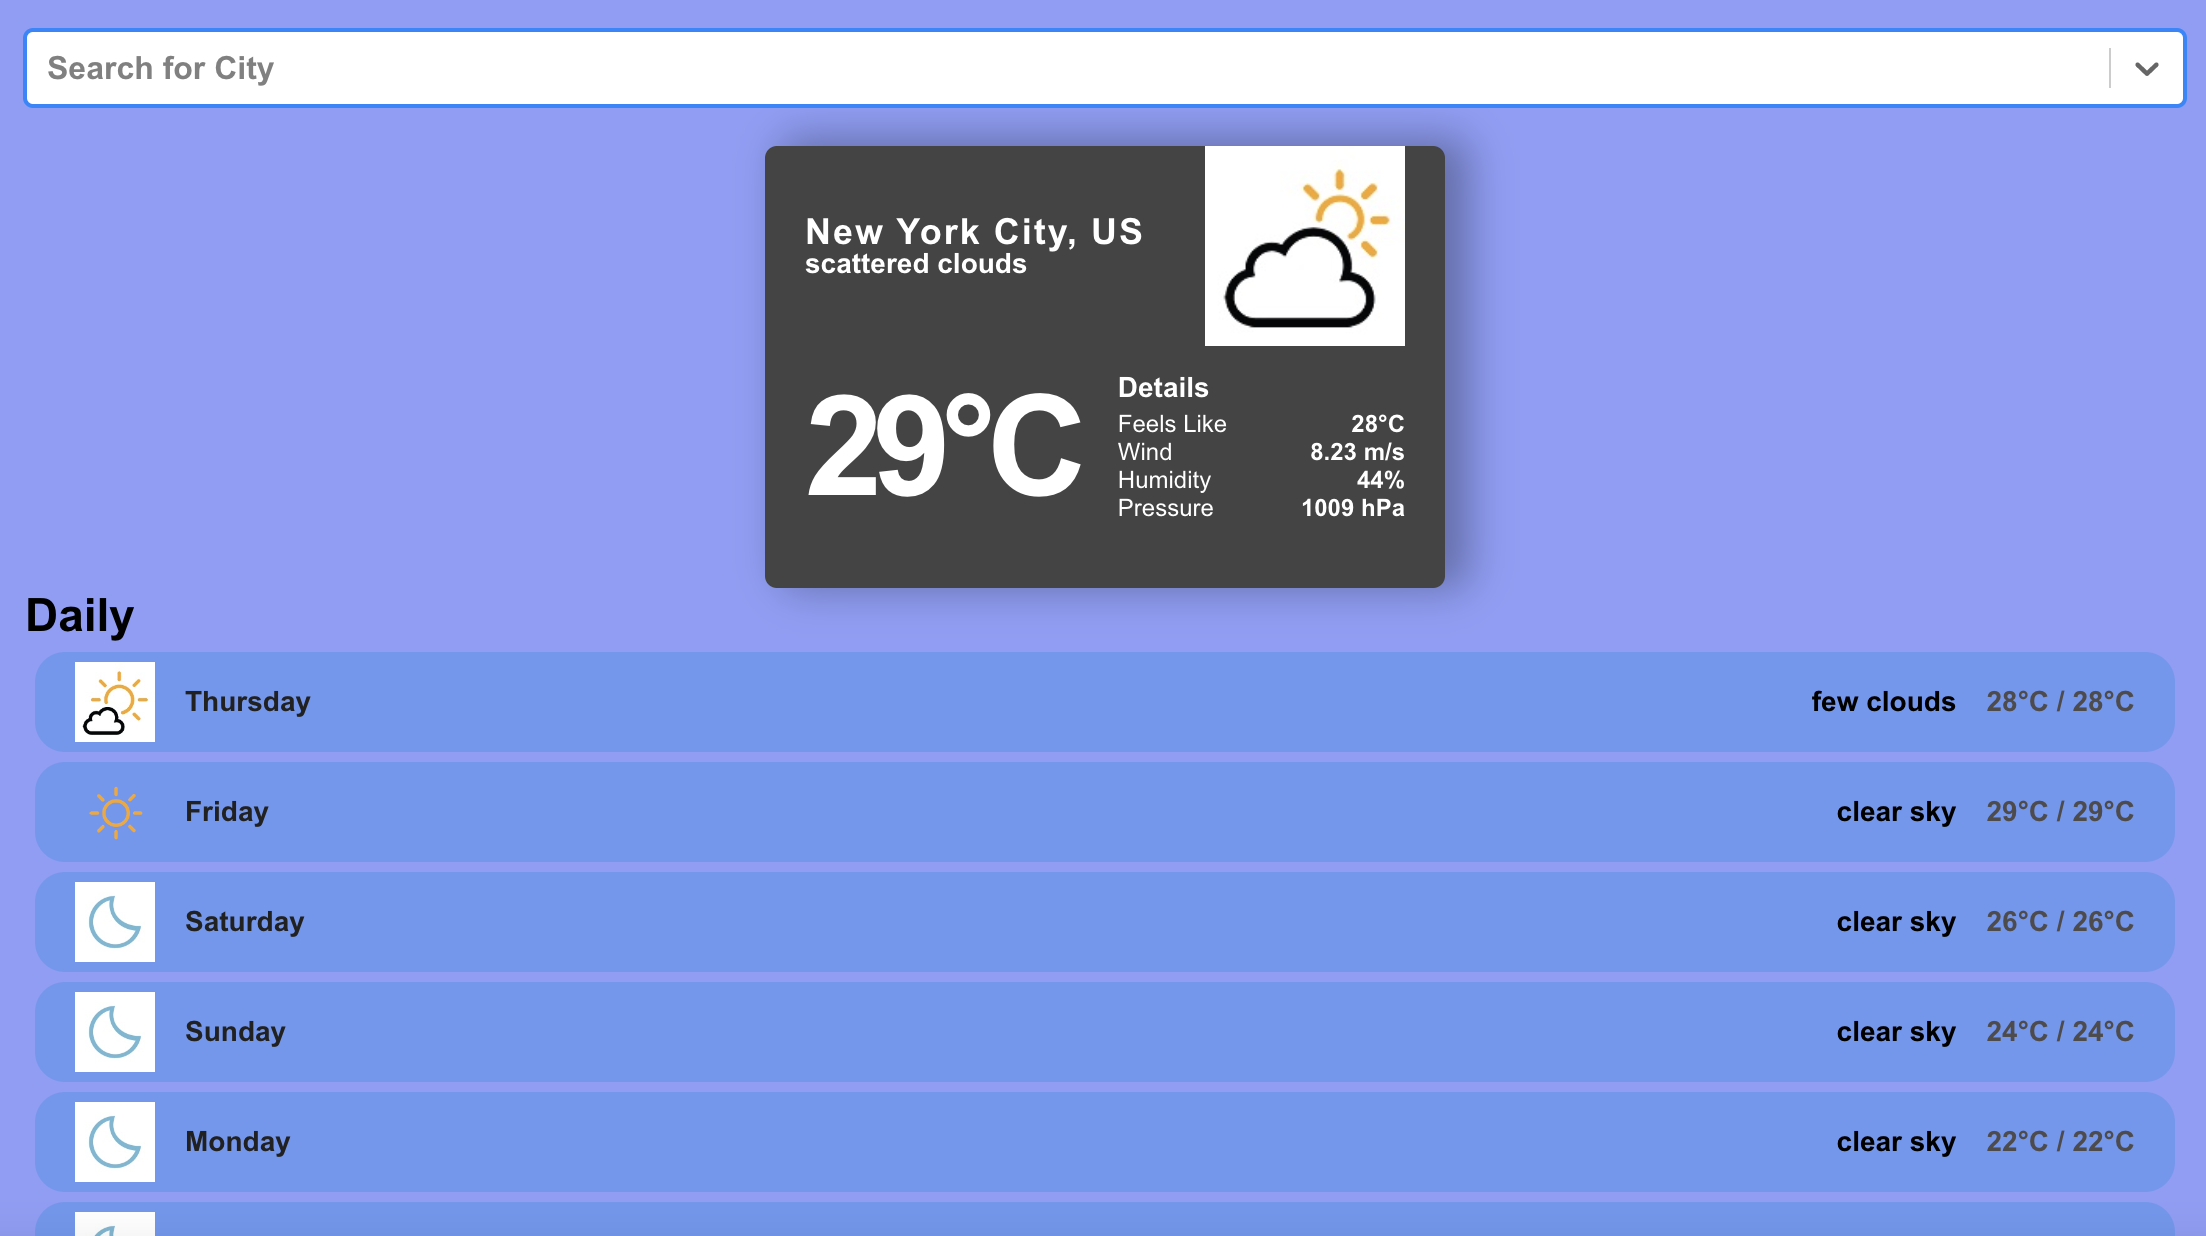 Search for City
New York City, US
scattered clouds
29°C
Details
Feels Like 28°C
Wind 8.23 m/s
Humidity 44%
Pressure 1009 hPa
Daily
Thursday few clouds 28°C / 28°C
Friday clear sky 29°C / 29°C
Saturday clear sky 26°C / 26°C
Sunday clear sky 24°C / 24°C
Monday clear sky 22°C / 22°C